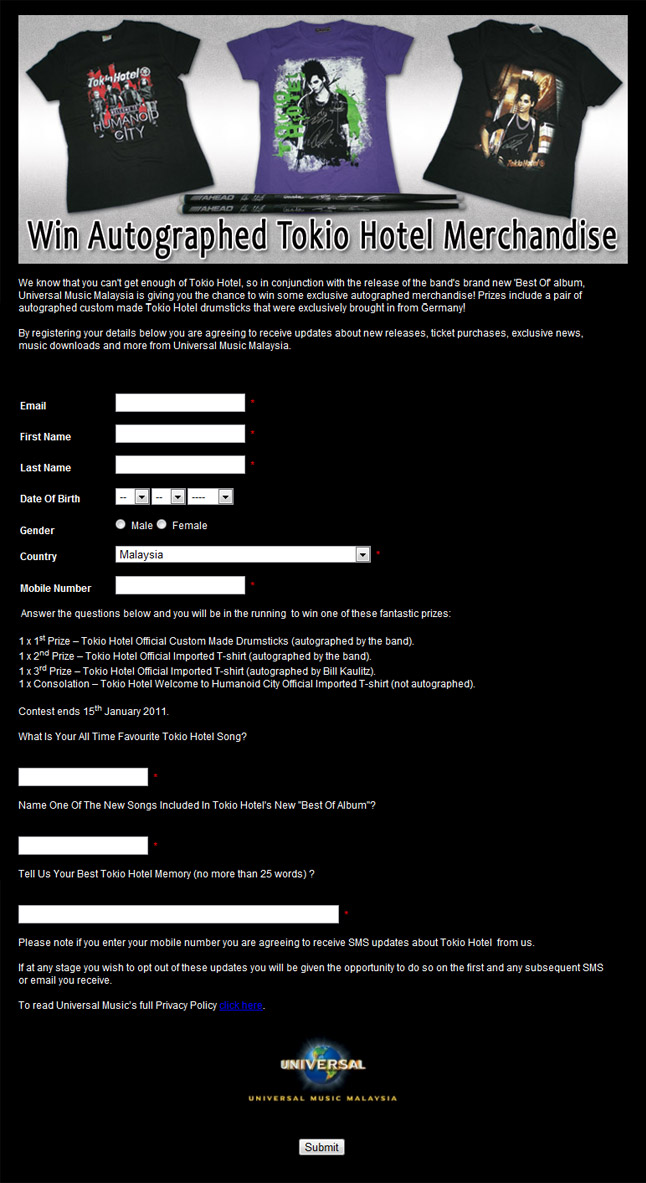 Tokio Hotel
HUMANOID
CITY
TOKIO
HOTEL
Tokio Hotel
AHEAD
AHEAD
Win Autographed Tokio Hotel Merchandise
We know that you can't get enough of Tokio Hotel, so in conjunction with the release of the band's brand new 'Best Of' album,
Universal Music Malaysia is giving you the chance to win some exclusive autographed merchandise! Prizes include a pair of
autographed custom made Tokio Hotel drumsticks that were exclusively brought in from Germany!
By registering your details below you are agreeing to receive updates about new releases, ticket purchases, exclusive news,
music downloads and more from Universal Music Malaysia.
Email *
First Name *
Last Name *
Date Of Birth -- -- ----
Gender Male Female
Country Malaysia *
Mobile Number *
Answer the questions below and you will be in the running to win one of these fantastic prizes:
1 x 1st Prize – Tokio Hotel Official Custom Made Drumsticks (autographed by the band).
1 x 2nd Prize – Tokio Hotel Official Imported T-shirt (autographed by the band).
1 x 3rd Prize – Tokio Hotel Official Imported T-shirt (autographed by Bill Kaulitz).
1 x Consolation – Tokio Hotel Welcome to Humanoid City Official Imported T-shirt (not autographed).
Contest ends 15th January 2011.
What Is Your All Time Favourite Tokio Hotel Song?
*
Name One Of The New Songs Included In Tokio Hotel's New "Best Of Album"?
*
Tell Us Your Best Tokio Hotel Memory (no more than 25 words) ?
*
Please note if you enter your mobile number you are agreeing to receive SMS updates about Tokio Hotel from us.
If at any stage you wish to opt out of these updates you will be given the opportunity to do so on the first and any subsequent SMS
or email you receive.
To read Universal Music's full Privacy Policy click here.
UNIVERSAL
UNIVERSAL MUSIC MALAYSIA
Submit